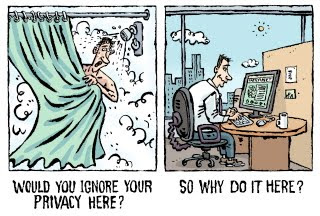 WOULD YOU IGNORE YOUR
PRIVACY HERE?
SO WHY DO IT HERE?